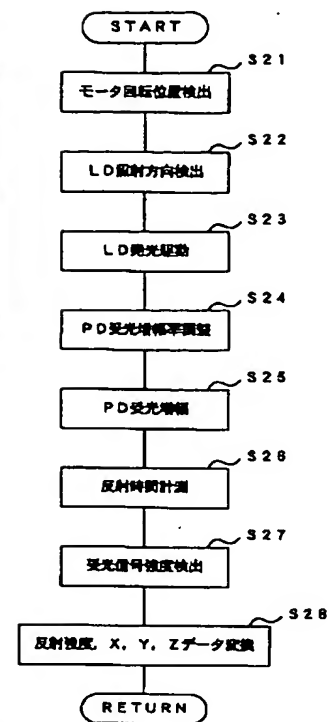 START
S21
モータ回転位置検出
S22
LD照射方向検出
S23
LD発光駆動
S24
PD受光増幅率調整
S25
PD受光増幅
S26
反射時間計測
S27
受光信号強度検出
S28
反射強度, X, Y, Zデータ変換
RETURN